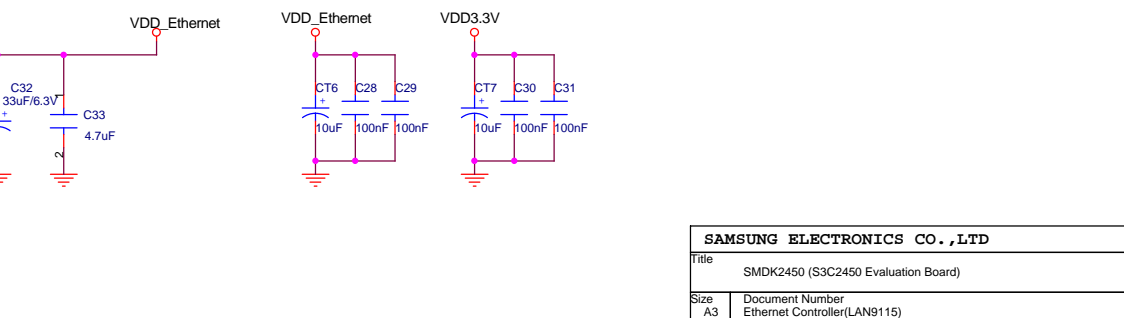 VDD_Ethernet
VDD_Ethernet
VDD3.3V
C32
33uF/6.3V
+
1
C33
4.7uF
2
CT6
+
10uF
C28
100nF
C29
100nF
CT7
+
10uF
C30
100nF
C31
100nF
SAMSUNG ELECTRONICS CO.,LTD
Title
SMDK2450 (S3C2450 Evaluation Board)
Size
A3
Document Number
Ethernet Controller(LAN9115)